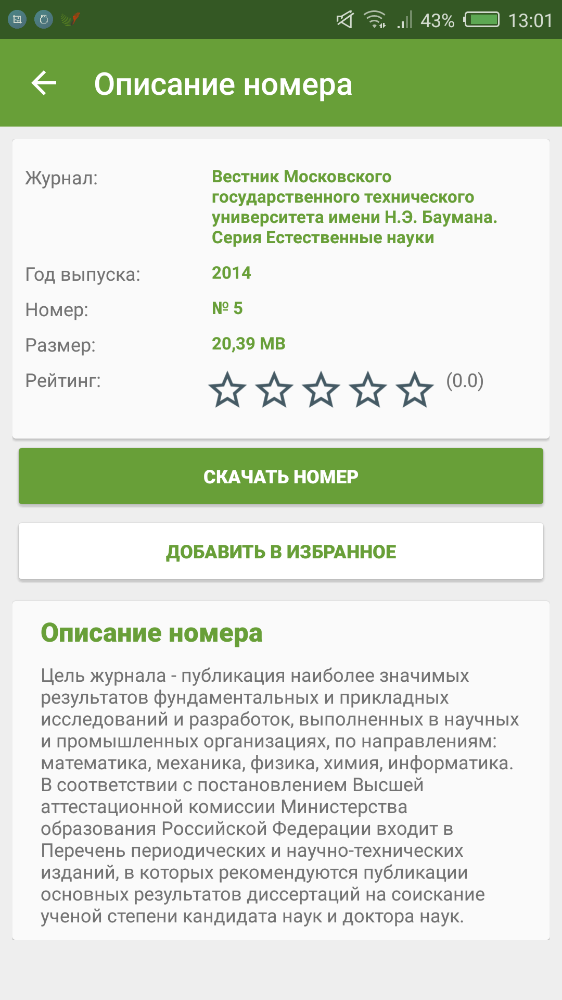 43% 13:01
Описание номера
Журнал:
Вестник Московского
государственного технического
университета имени Н.Э. Баумана.
Серия Естественные науки
Год выпуска: 2014
Номер: № 5
Размер: 20,39 MB
Рейтинг: (0.0)
СКАЧАТЬ НОМЕР
ДОБАВИТЬ В ИЗБРАННОЕ
Описание номера
Цель журнала - публикация наиболее значимых
результатов фундаментальных и прикладных
исследований и разработок, выполненных в научных
и промышленных организациях, по направлениям:
математика, механика, физика, химия, информатика.
В соответствии с постановлением Высшей
аттестационной комиссии Министерства
образования Российской Федерации входит в
Перечень периодических и научно-технических
изданий, в которых рекомендуются публикации
основных результатов диссертаций на соискание
ученой степени кандидата наук и доктора наук.